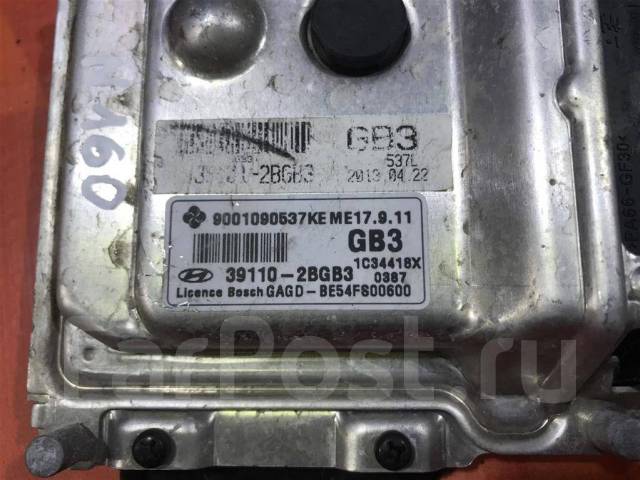 GB3
537L
2013.04.22
9001090537KE ME17.9.11
GB3
1C34418X
39110-2BGB3 0387
Licence Bosch GAGD-BE54FS00600
FarPost.ru